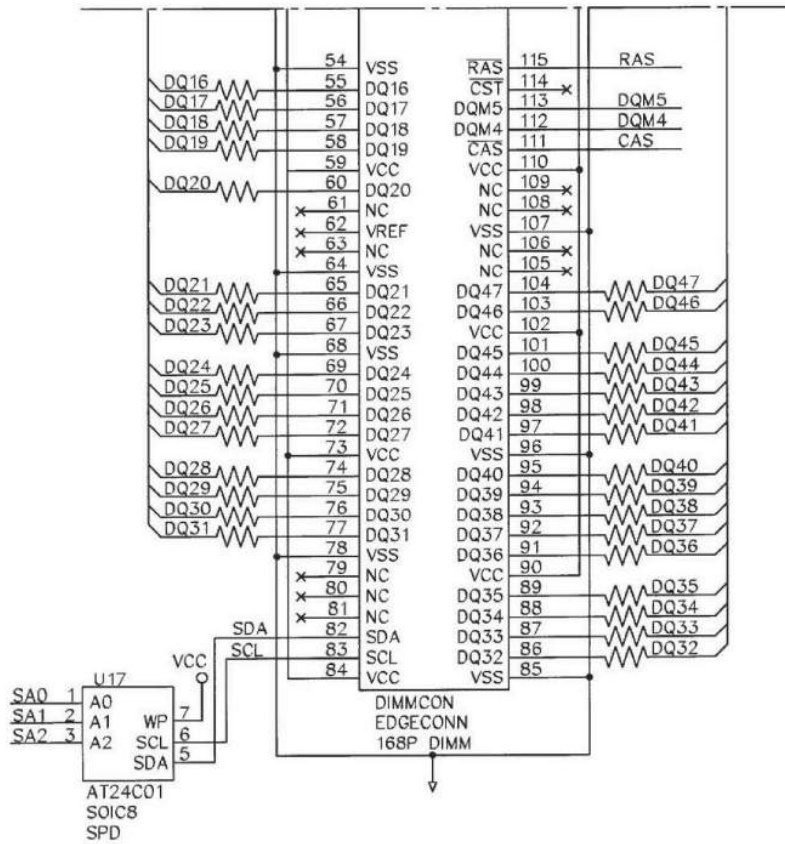 54 VSS RAS 115 RAS
DQ16 55 DQ16 CST 114
DQ17 56 DQ17 DQM5 113 DQM5
DQ18 57 DQ18 DQM4 112 DQM4
DQ19 58 DQ19 CAS 111 CAS
59 VCC VCC 110
DQ20 60 DQ20 NC 109
61 NC NC 108
62 VREF VSS 107
63 NC NC 106
64 VSS NC 105
DQ21 65 DQ21 DQ47 104 DQ47
DQ22 66 DQ22 DQ46 103 DQ46
DQ23 67 DQ23 VCC 102
68 VSS DQ45 101 DQ45
DQ24 69 DQ24 DQ44 100 DQ44
DQ25 70 DQ25 DQ43 99 DQ43
DQ26 71 DQ26 DQ42 98 DQ42
DQ27 72 DQ27 DQ41 97 DQ41
73 VCC VSS 96
DQ28 74 DQ28 DQ40 95 DQ40
DQ29 75 DQ29 DQ39 94 DQ39
DQ30 76 DQ30 DQ38 93 DQ38
DQ31 77 DQ31 DQ37 92 DQ37
78 VSS DQ36 91 DQ36
79 NC VCC 90
80 NC DQ35 89 DQ35
81 NC DQ34 88 DQ34
SDA 82 SDA DQ33 87 DQ33
SCL 83 SCL DQ32 86 DQ32
84 VCC VSS 85
U17 VCC
SA0 1 A0 WP 7
SA1 2 A1 SCL 6
SA2 3 A2 SDA 5
AT24C01
SOIC8
SPD
DIMMCON
EDGECONN
168P DIMM